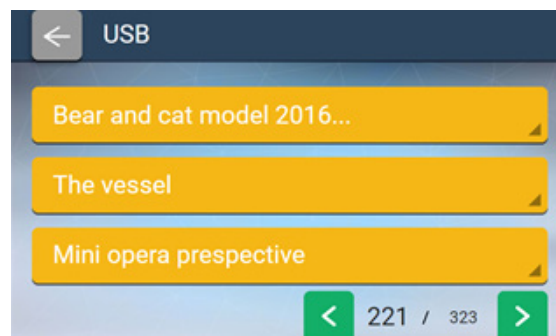 USB
Bear and cat model 2016...
The vessel
Mini opera prespective
221 / 323